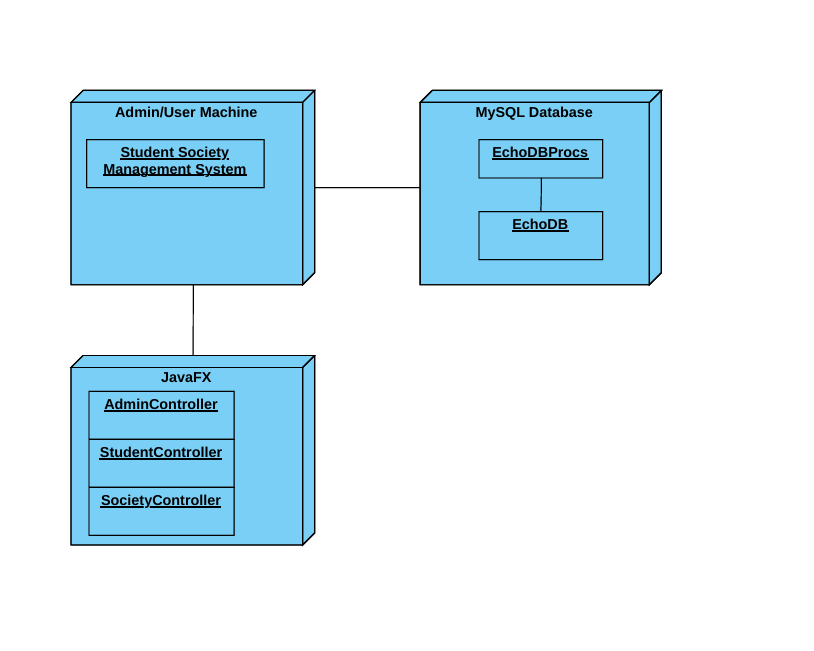 Admin/User Machine
Student Society
Management System
MySQL Database
EchoDBProcs
EchoDB
JavaFX
AdminController
StudentController
SocietyController